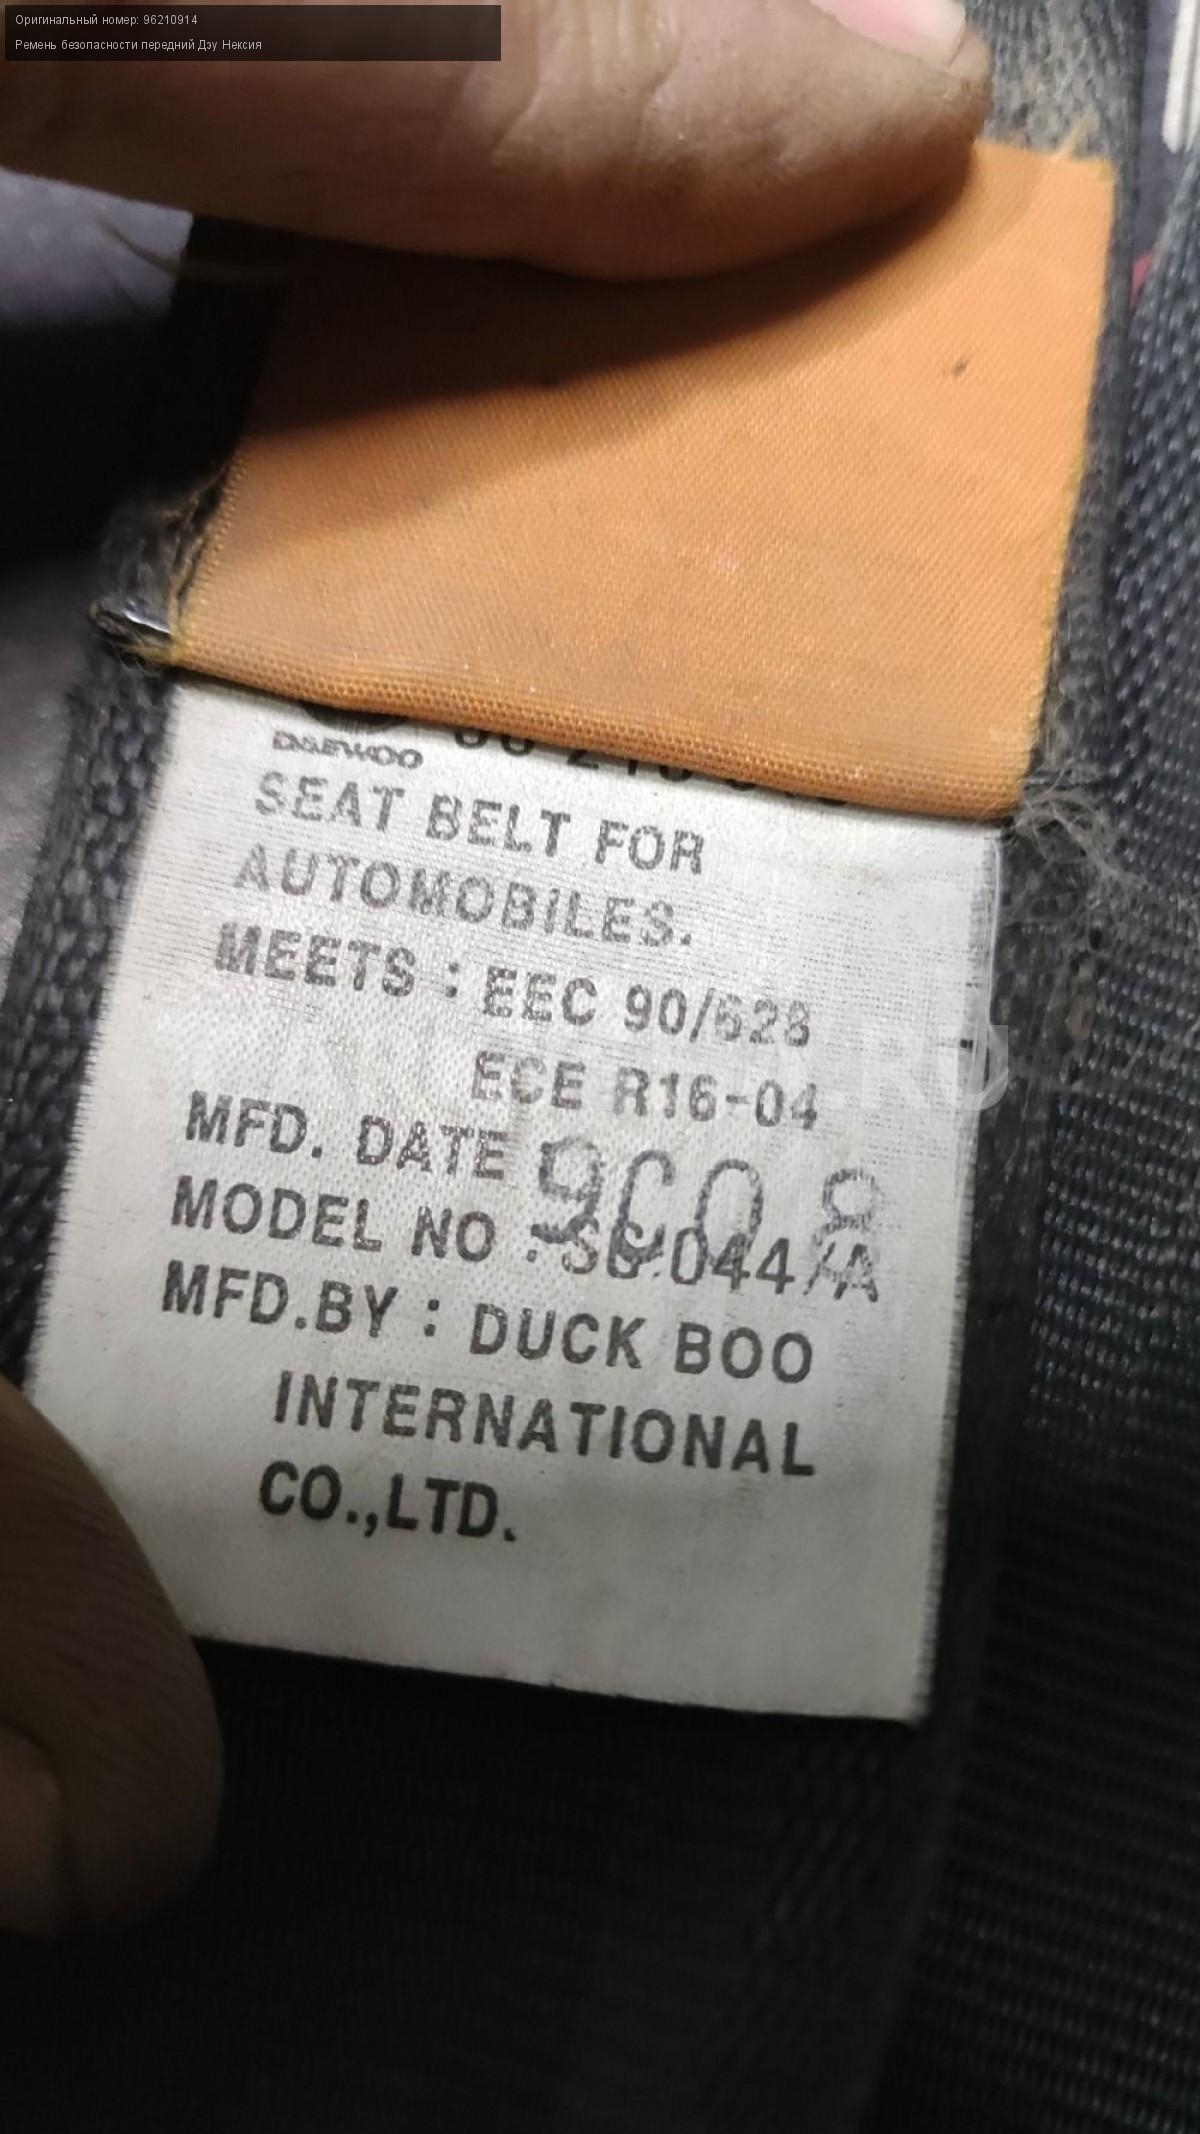 Оригинальный номер: 96210914
Ремень безопасности передний Дэу Нексия
DAEWOO
SEAT BELT FOR
AUTOMOBILES.
MEETS : EEC 90/628
ECE R16-04
MFD. DATE
MODEL NO :
MFD.BY : DUCK BOO
INTERNATIONAL
CO.,LTD.